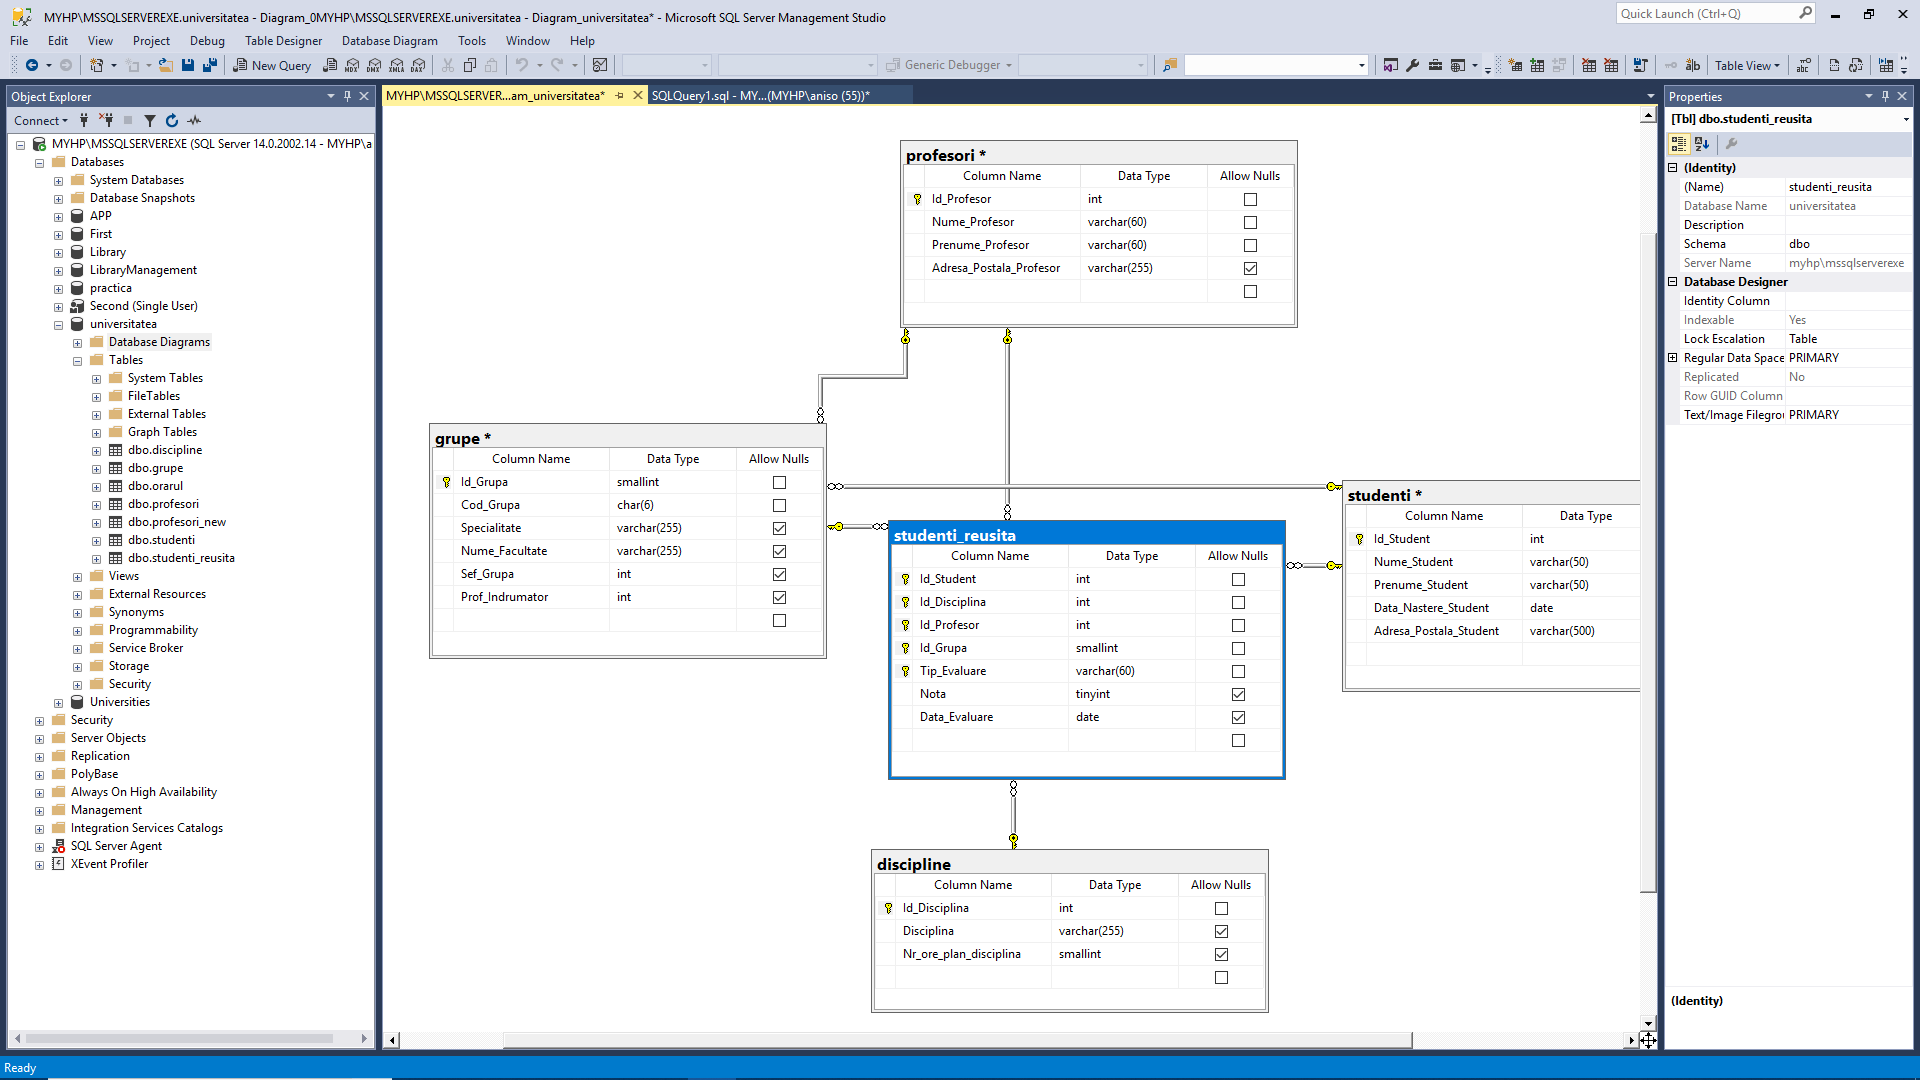 MYHP\MSSQLSERVEREXE.universitatea - Diagram_0MYHP\MSSQLSERVEREXE.universitatea - Diagram_universitatea* - Microsoft SQL Server Management Studio
Quick Launch (Ctrl+Q)
File Edit View Project Debug Table Designer Database Diagram Tools Window Help
New Query
MDX DMX XMLA DAX
Generic Debugger
Table View
Object Explorer
MYHP\MSSQLSERVER...am_universitatea*
SQLQuery1.sql - MY...(MYHP\aniso (55))*
Properties
Connect
[Tbl] dbo.studenti_reusita
MYHP\MSSQLSERVEREXE (SQL Server 14.0.2002.14 - MYHP\a
Databases
System Databases
Database Snapshots
APP
First
Library
LibraryManagement
practica
Second (Single User)
universitatea
Database Diagrams
Tables
System Tables
FileTables
External Tables
Graph Tables
dbo.discipline
dbo.grupe
dbo.orarul
dbo.profesori
dbo.profesori_new
dbo.studenti
dbo.studenti_reusita
Views
External Resources
Synonyms
Programmability
Service Broker
Storage
Security
Universities
Security
Server Objects
Replication
PolyBase
Always On High Availability
Management
Integration Services Catalogs
SQL Server Agent
XEvent Profiler
profesori *
Column Name Data Type Allow Nulls
Id_Profesor int
Nume_Profesor varchar(60)
Prenume_Profesor varchar(60)
Adresa_Postala_Profesor varchar(255)
grupe *
Column Name Data Type Allow Nulls
Id_Grupa smallint
Cod_Grupa char(6)
Specialitate varchar(255)
Nume_Facultate varchar(255)
Sef_Grupa int
Prof_Indrumator int
studenti_reusita
Column Name Data Type Allow Nulls
Id_Student int
Id_Disciplina int
Id_Profesor int
Id_Grupa smallint
Tip_Evaluare varchar(60)
Nota tinyint
Data_Evaluare date
studenti *
Column Name Data Type
Id_Student int
Nume_Student varchar(50)
Prenume_Student varchar(50)
Data_Nastere_Student date
Adresa_Postala_Student varchar(500)
discipline
Column Name Data Type Allow Nulls
Id_Disciplina int
Disciplina varchar(255)
Nr_ore_plan_disciplina smallint
(Identity)
(Name) studenti_reusita
Database Name universitatea
Description
Schema dbo
Server Name myhp\mssqlserverexe
Database Designer
Identity Column
Indexable Yes
Lock Escalation Table
Regular Data Space PRIMARY
Replicated No
Row GUID Column
Text/Image Filegrou PRIMARY
(Identity)
Ready